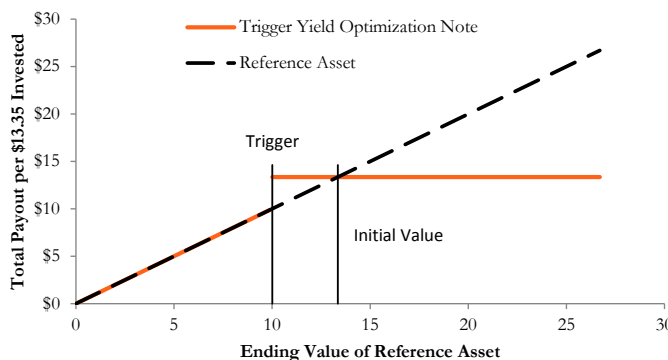 $30
$25
$20
$15
$10
$5
$0
Total Payout per $13.35 Invested
Trigger Yield Optimization Note
Reference Asset
Trigger
Initial Value
0 5 10 15 20 25 30
Ending Value of Reference Asset